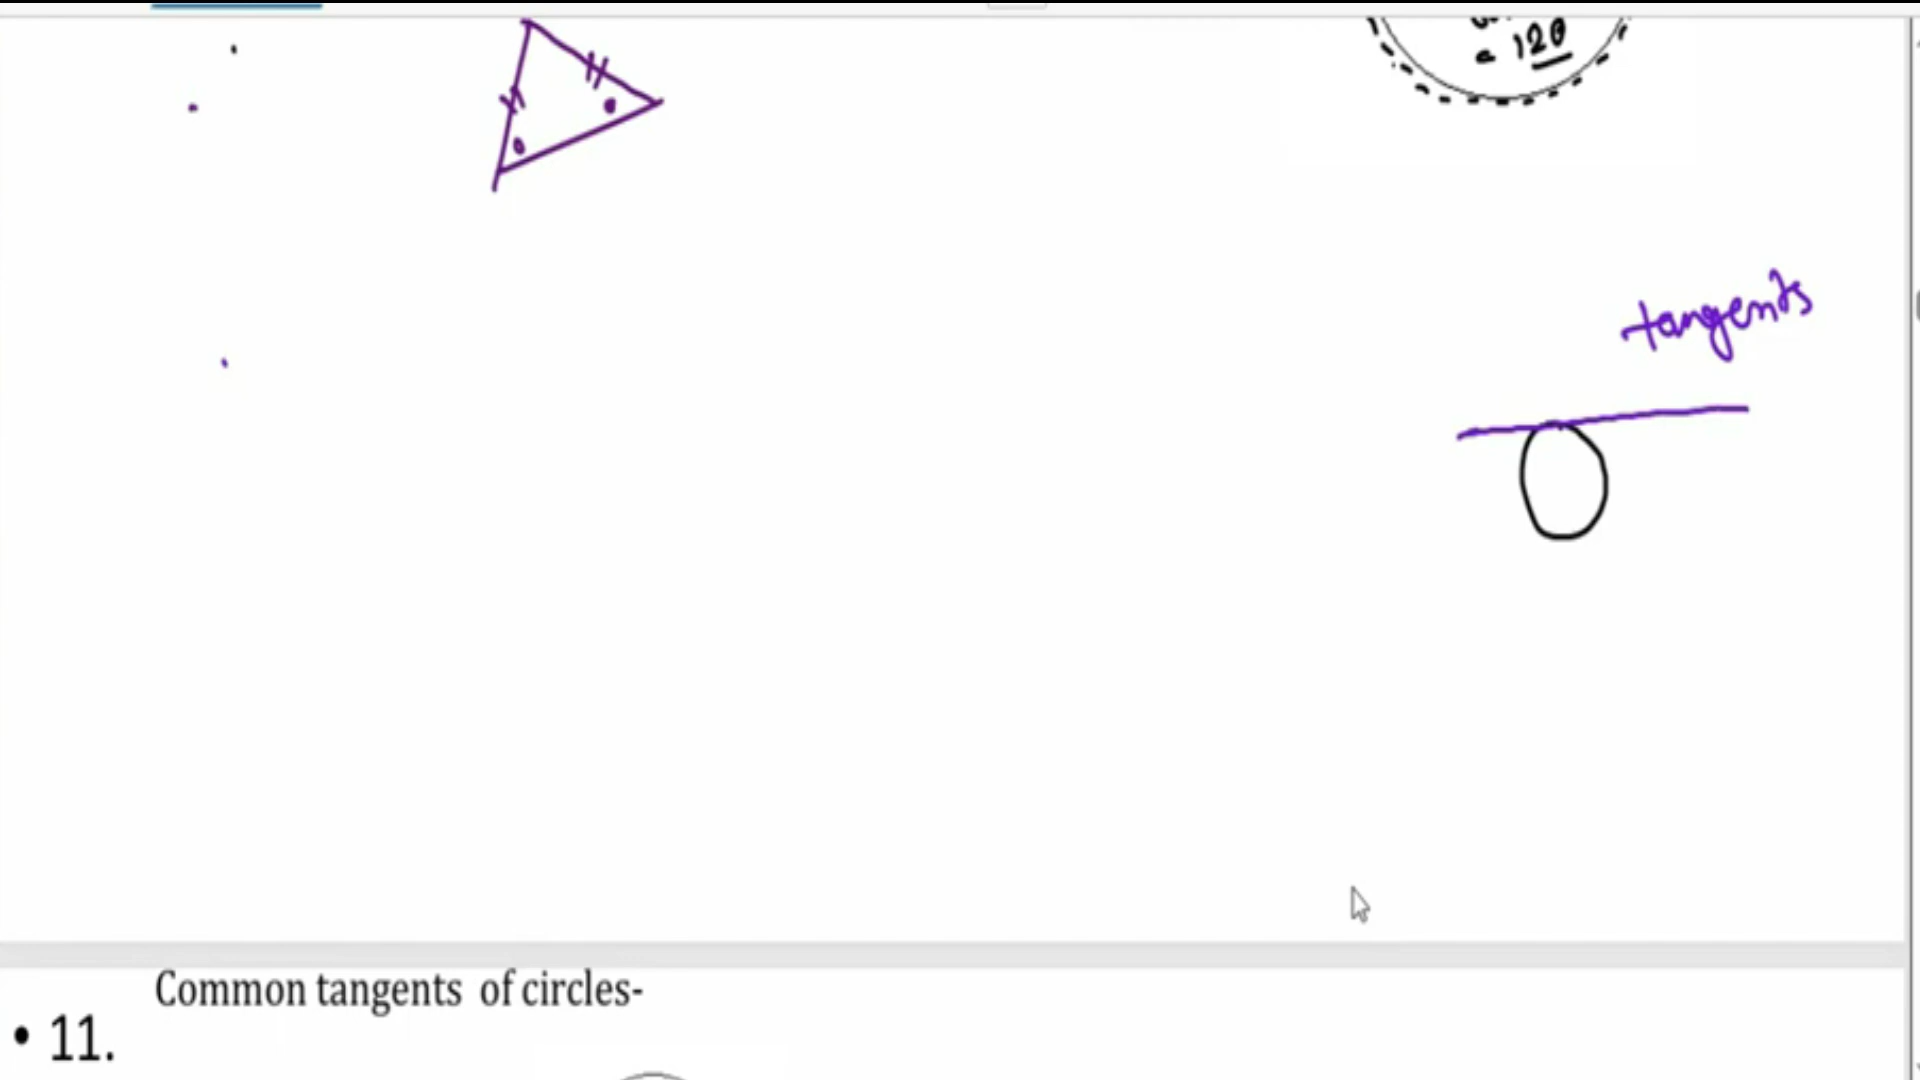 = 120
tangents
Common tangents of circles-
• 11.